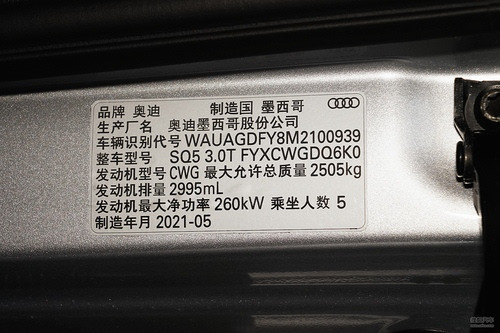 品牌 奥迪 制造国 墨西哥
生产厂名 奥迪墨西哥股份公司
车辆识别代号 WAUAGDFY8M2100939
整车型号 SQ5 3.0T FYXCWGDQ6K0
发动机型号 CWG 最大允许总质量 2505kg
发动机排量 2995mL
发动机最大净功率 260kW 乘坐人数 5
制造年月 2021-05